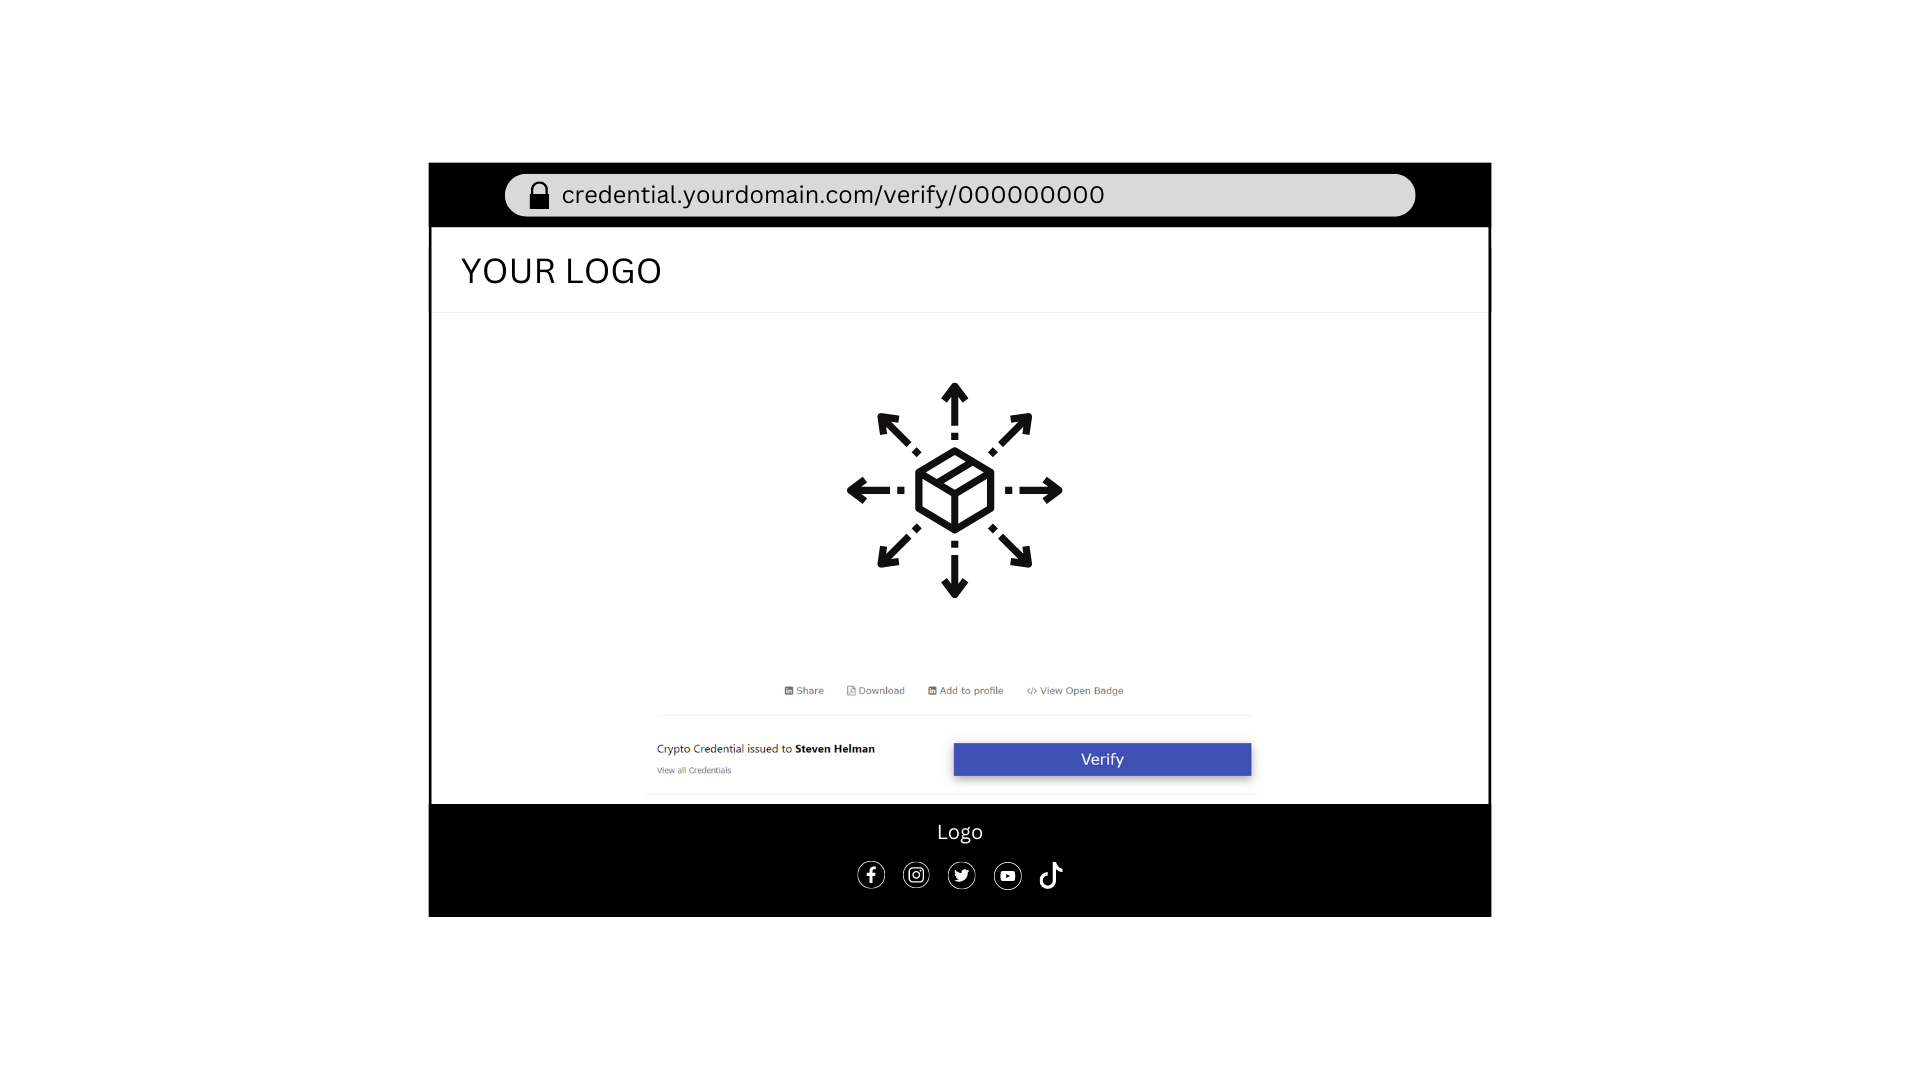 credential.yourdomain.com/verify/000000000
YOUR LOGO
Share Download Add to profile View Open Badge
Crypto Credential issued to Steven Helman
View all Credentials
Verify
Logo